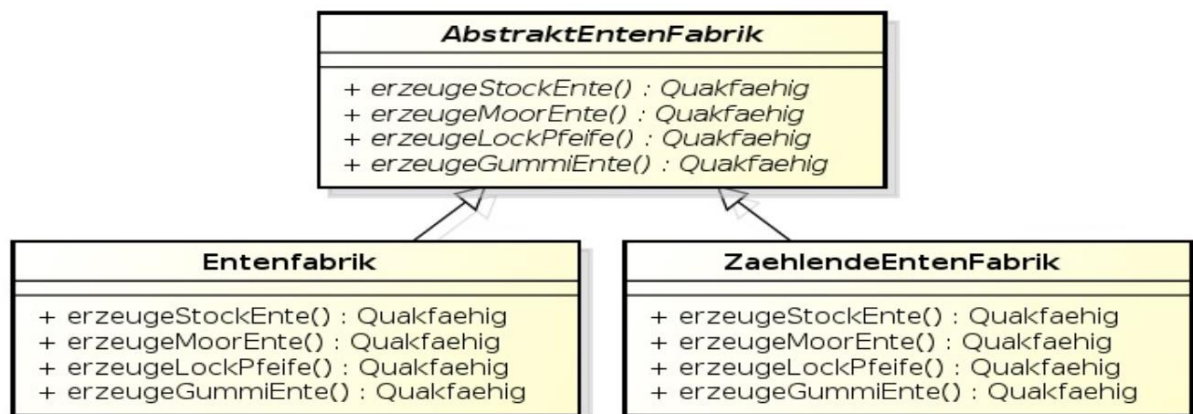 AbstraktEntenFabrik
+ erzeugeStockEnte() : Quakfaehig
+ erzeugeMoorEnte() : Quakfaehig
+ erzeugeLockPfeife() : Quakfaehig
+ erzeugeGummiEnte() : Quakfaehig
Entenfabrik
+ erzeugeStockEnte() : Quakfaehig
+ erzeugeMoorEnte() : Quakfaehig
+ erzeugeLockPfeife() : Quakfaehig
+ erzeugeGummiEnte() : Quakfaehig
ZaehlendeEntenFabrik
+ erzeugeStockEnte() : Quakfaehig
+ erzeugeMoorEnte() : Quakfaehig
+ erzeugeLockPfeife() : Quakfaehig
+ erzeugeGummiEnte() : Quakfaehig